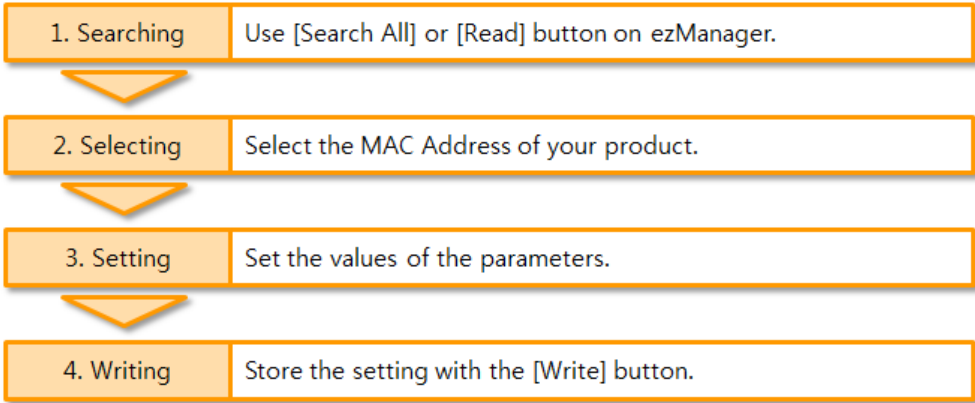 1. Searching Use [Search All] or [Read] button on ezManager.
2. Selecting Select the MAC Address of your product.
3. Setting Set the values of the parameters.
4. Writing Store the setting with the [Write] button.